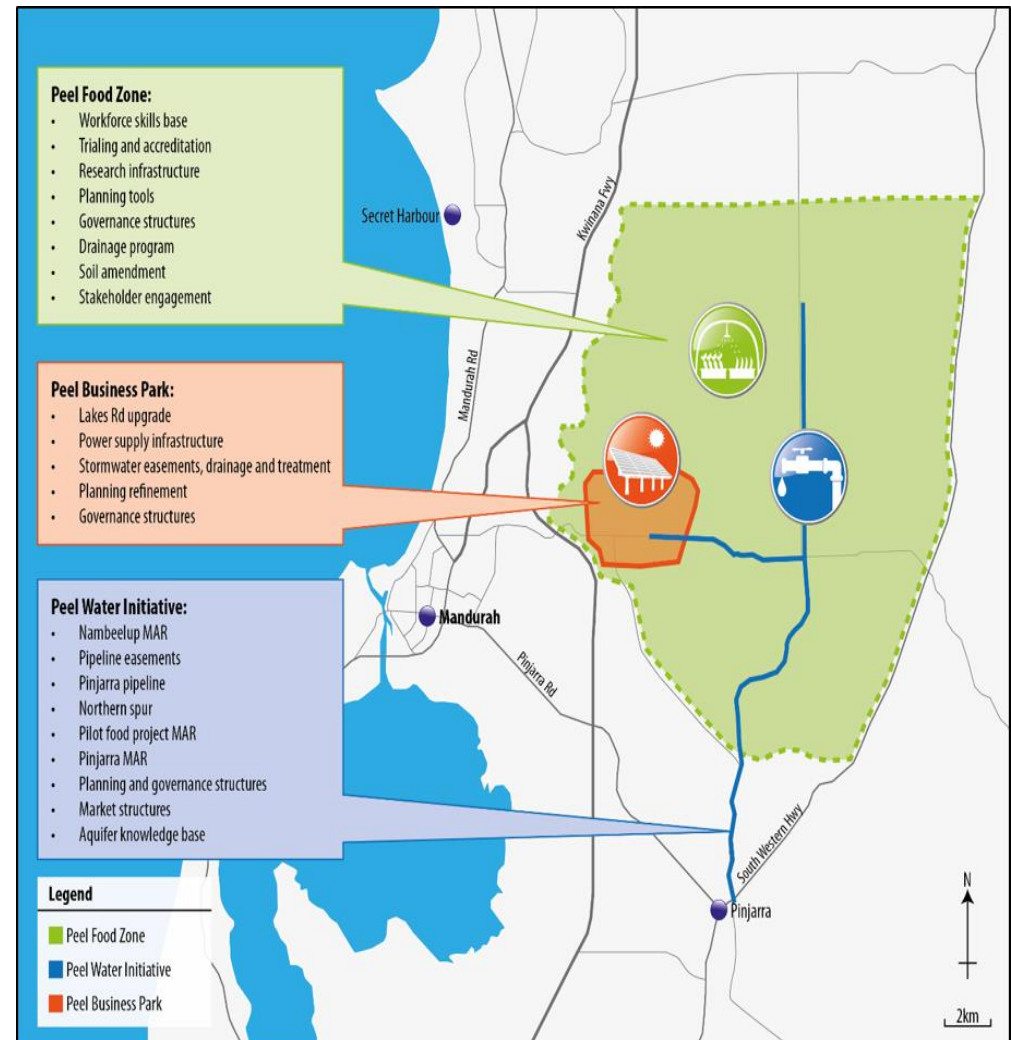 Peel Food Zone:
• Workforce skills base
• Trialing and accreditation
• Research infrastructure
• Planning tools
• Governance structures
• Drainage program
• Soil amendment
• Stakeholder engagement
Peel Business Park:
• Lakes Rd upgrade
• Power supply infrastructure
• Stormwater easements, drainage and treatment
• Planning refinement
• Governance structures
Peel Water Initiative:
• Nambeelup MAR
• Pipeline easements
• Pinjarra pipeline
• Northern spur
• Pilot food project MAR
• Pinjarra MAR
• Planning and governance structures
• Market structures
• Aquifer knowledge base
Legend
Peel Food Zone
Peel Water Initiative
Peel Business Park
Secret Harbour
Kwinana Fwy
Mandurah Rd
Mandurah
Pinjarra Rd
South Western Hwy
Pinjarra
N
2km